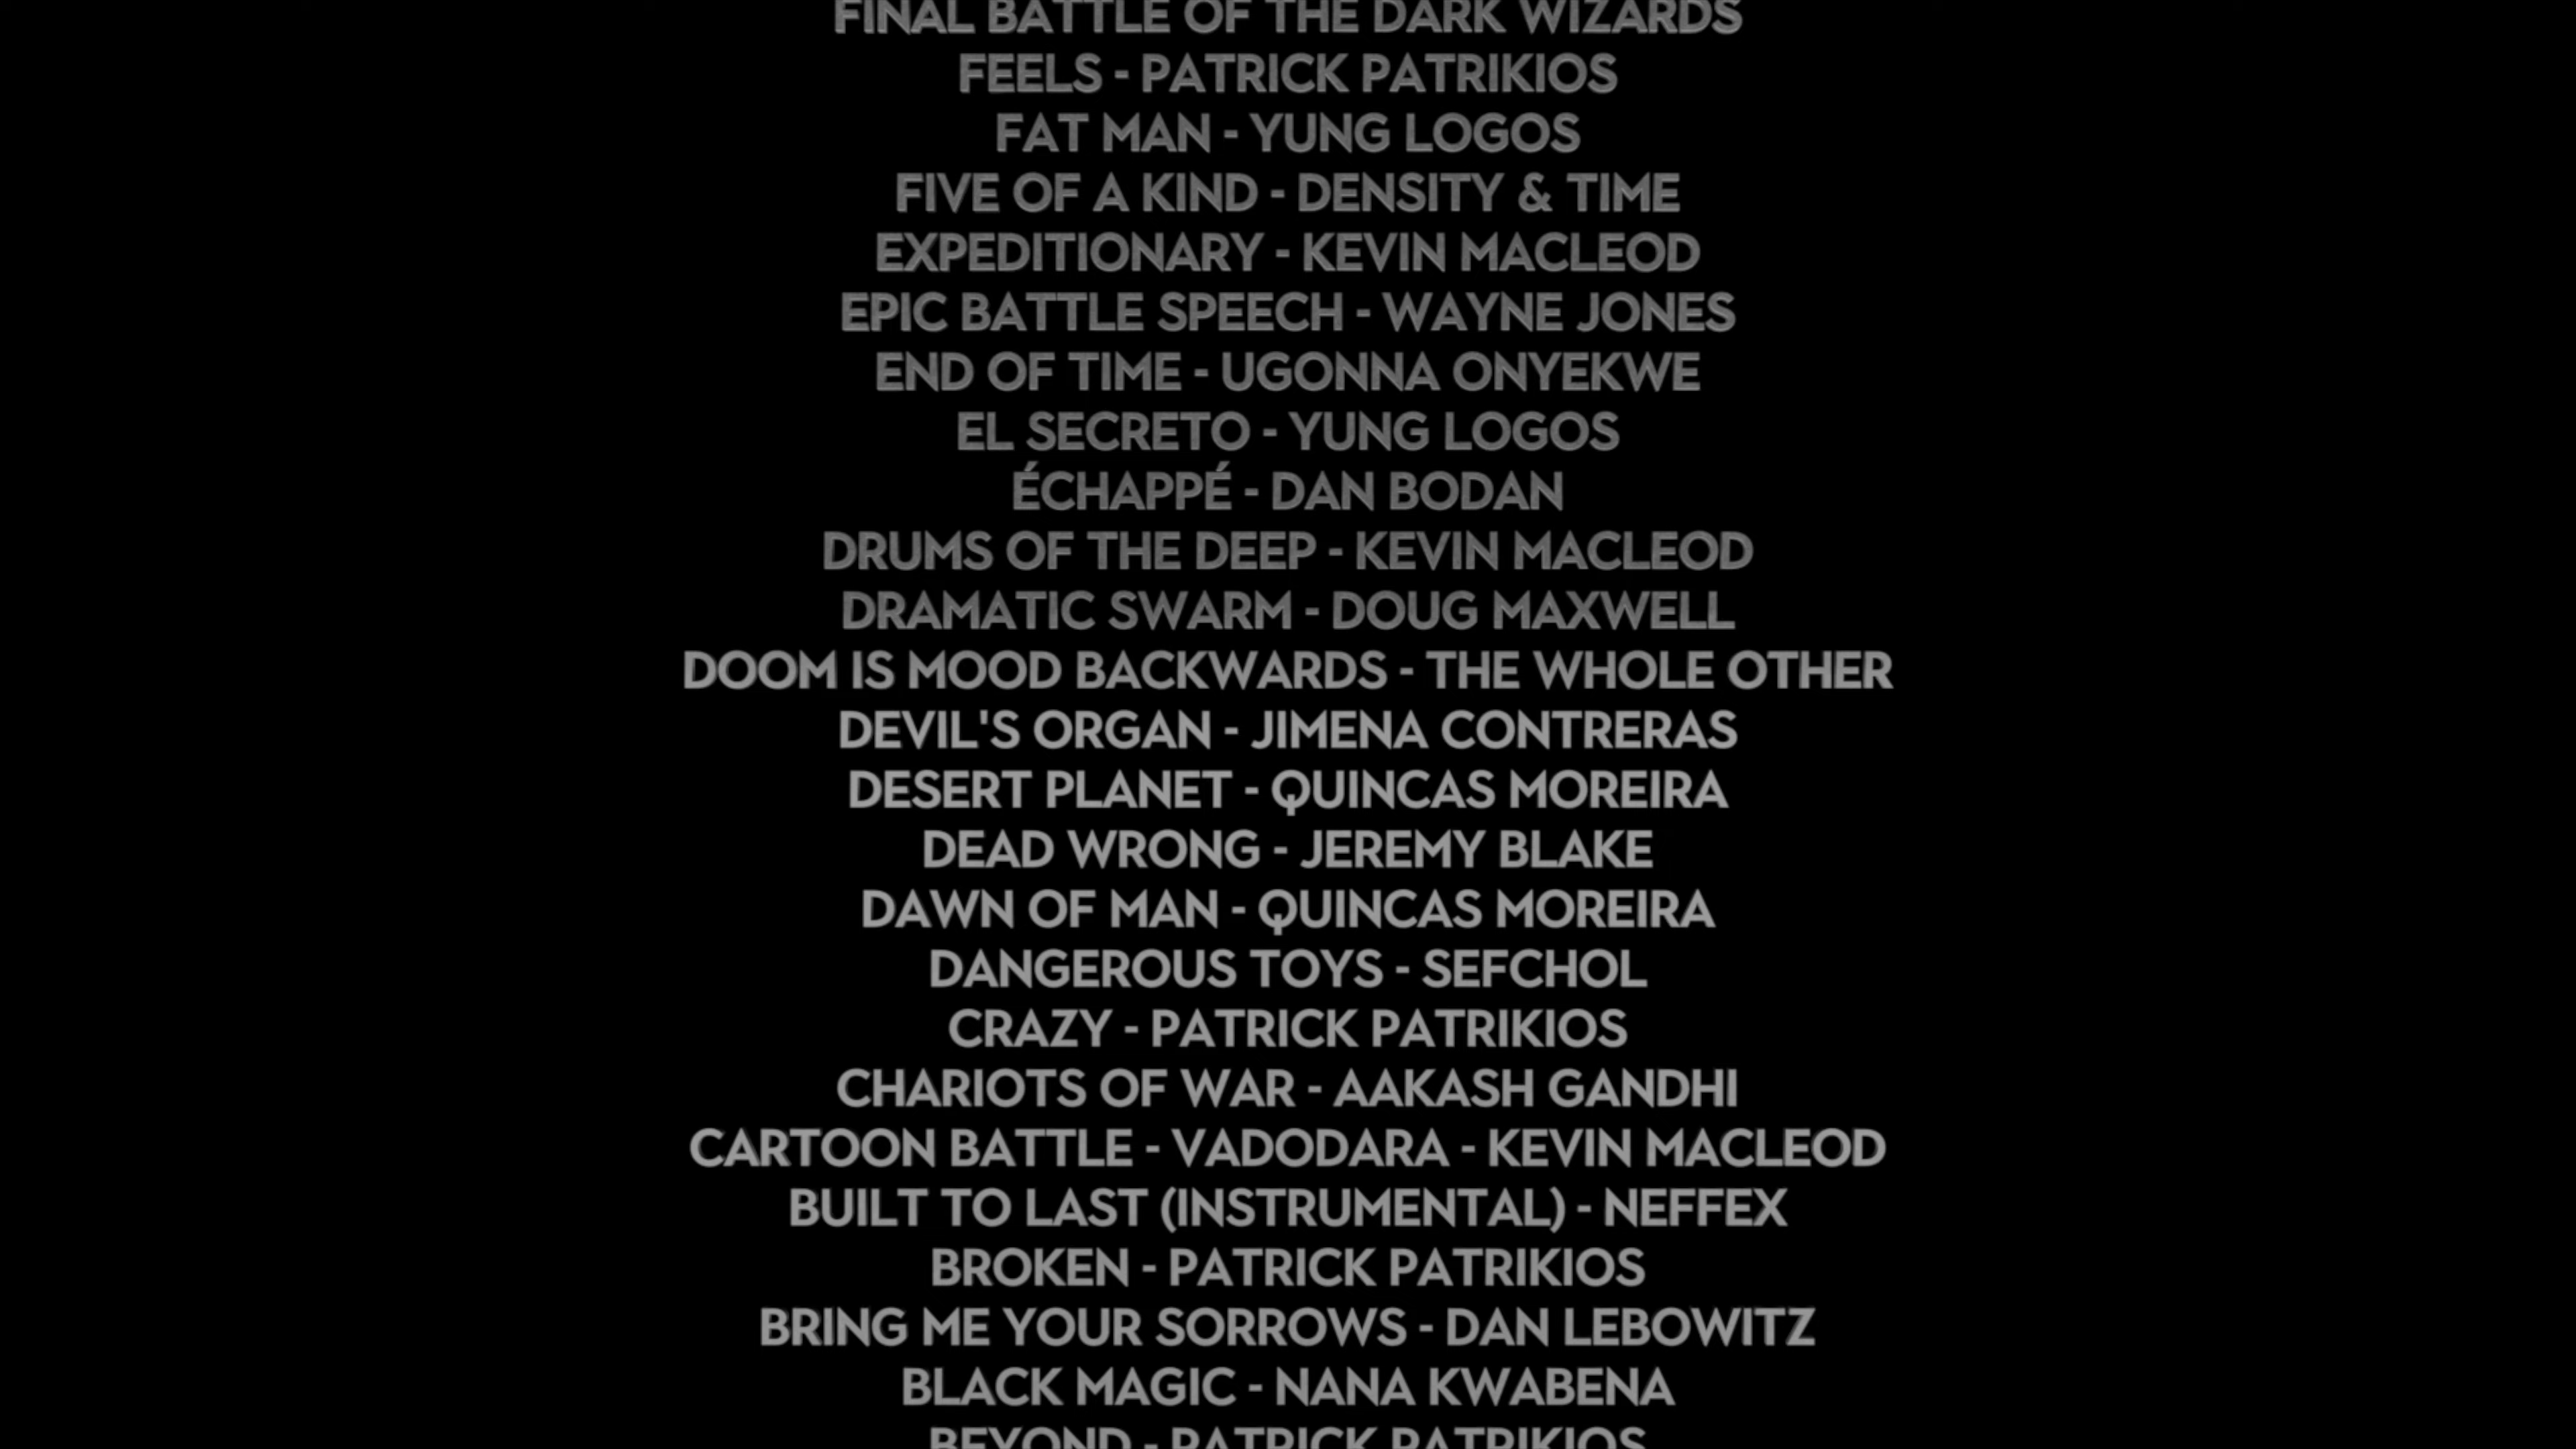 FINAL BATTLE OF THE DARK WIZARDS
FEELS - PATRICK PATRIKIOS
FAT MAN - YUNG LOGOS
FIVE OF A KIND - DENSITY & TIME
EXPEDITIONARY - KEVIN MACLEOD
EPIC BATTLE SPEECH - WAYNE JONES
END OF TIME - UGONNA ONYEKWE
EL SECRETO - YUNG LOGOS
ÉCHAPPÉ - DAN BODAN
DRUMS OF THE DEEP - KEVIN MACLEOD
DRAMATIC SWARM - DOUG MAXWELL
DOOM IS MOOD BACKWARDS - THE WHOLE OTHER
DEVIL'S ORGAN - JIMENA CONTRERAS
DESERT PLANET - QUINCAS MOREIRA
DEAD WRONG - JEREMY BLAKE
DAWN OF MAN - QUINCAS MOREIRA
DANGEROUS TOYS - SEFCHOL
CRAZY - PATRICK PATRIKIOS
CHARIOTS OF WAR - AAKASH GANDHI
CARTOON BATTLE - VADODARA - KEVIN MACLEOD
BUILT TO LAST (INSTRUMENTAL) - NEFFEX
BROKEN - PATRICK PATRIKIOS
BRING ME YOUR SORROWS - DAN LEBOWITZ
BLACK MAGIC - NANA KWABENA
BEYOND - PATRICK PATRIKIOS